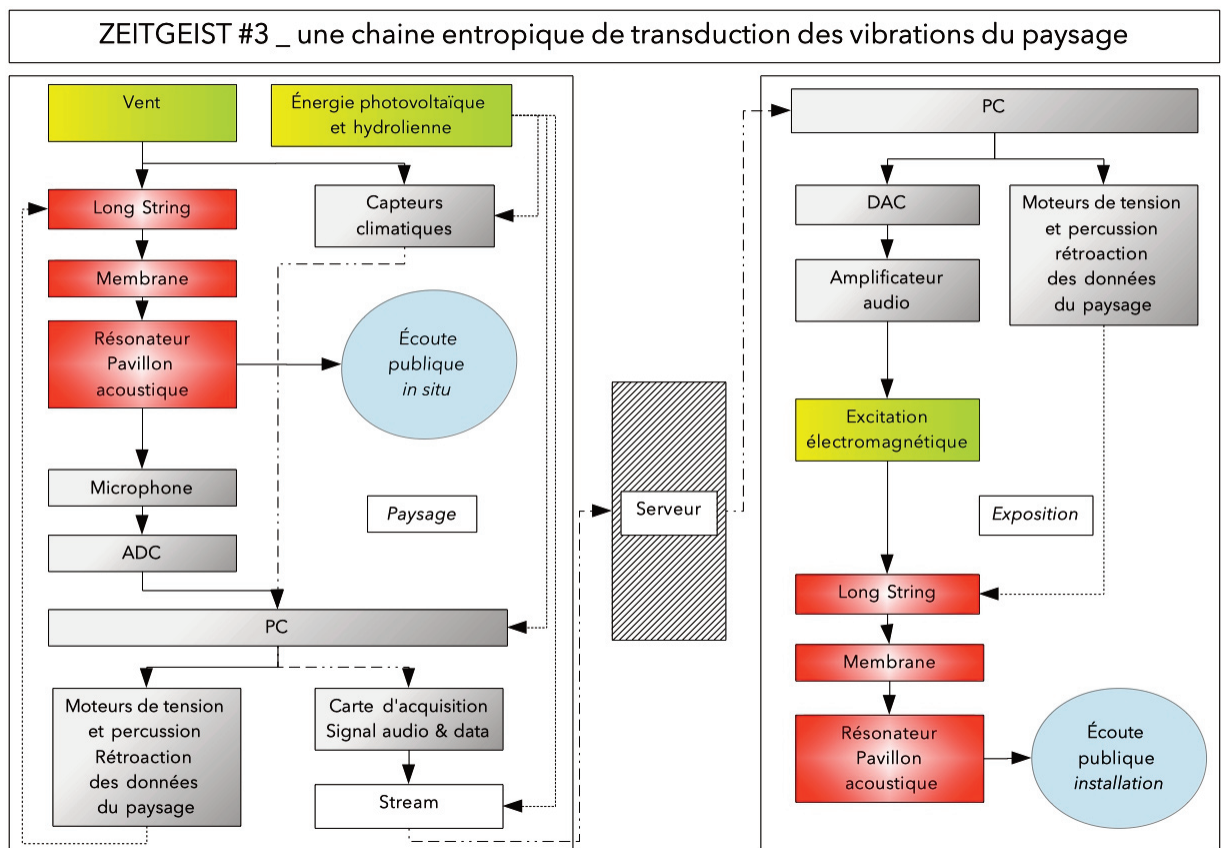 ZEITGEIST #3 _ une chaine entropique de transduction des vibrations du paysage
Vent
Énergie photovoltaïque
et hydrolienne
Long String
Capteurs
climatiques
Membrane
Résonateur
Pavillon
acoustique
Écoute
publique
in situ
Microphone
Paysage
ADC
PC
Moteurs de tension
et percussion
Rétroaction
des données
du paysage
Carte d'acquisition
Signal audio & data
Stream
Serveur
PC
DAC
Moteurs de tension
et percussion
rétroaction
des données
du paysage
Amplificateur
audio
Excitation
électromagnétique
Exposition
Long String
Membrane
Résonateur
Pavillon
acoustique
Écoute
publique
installation